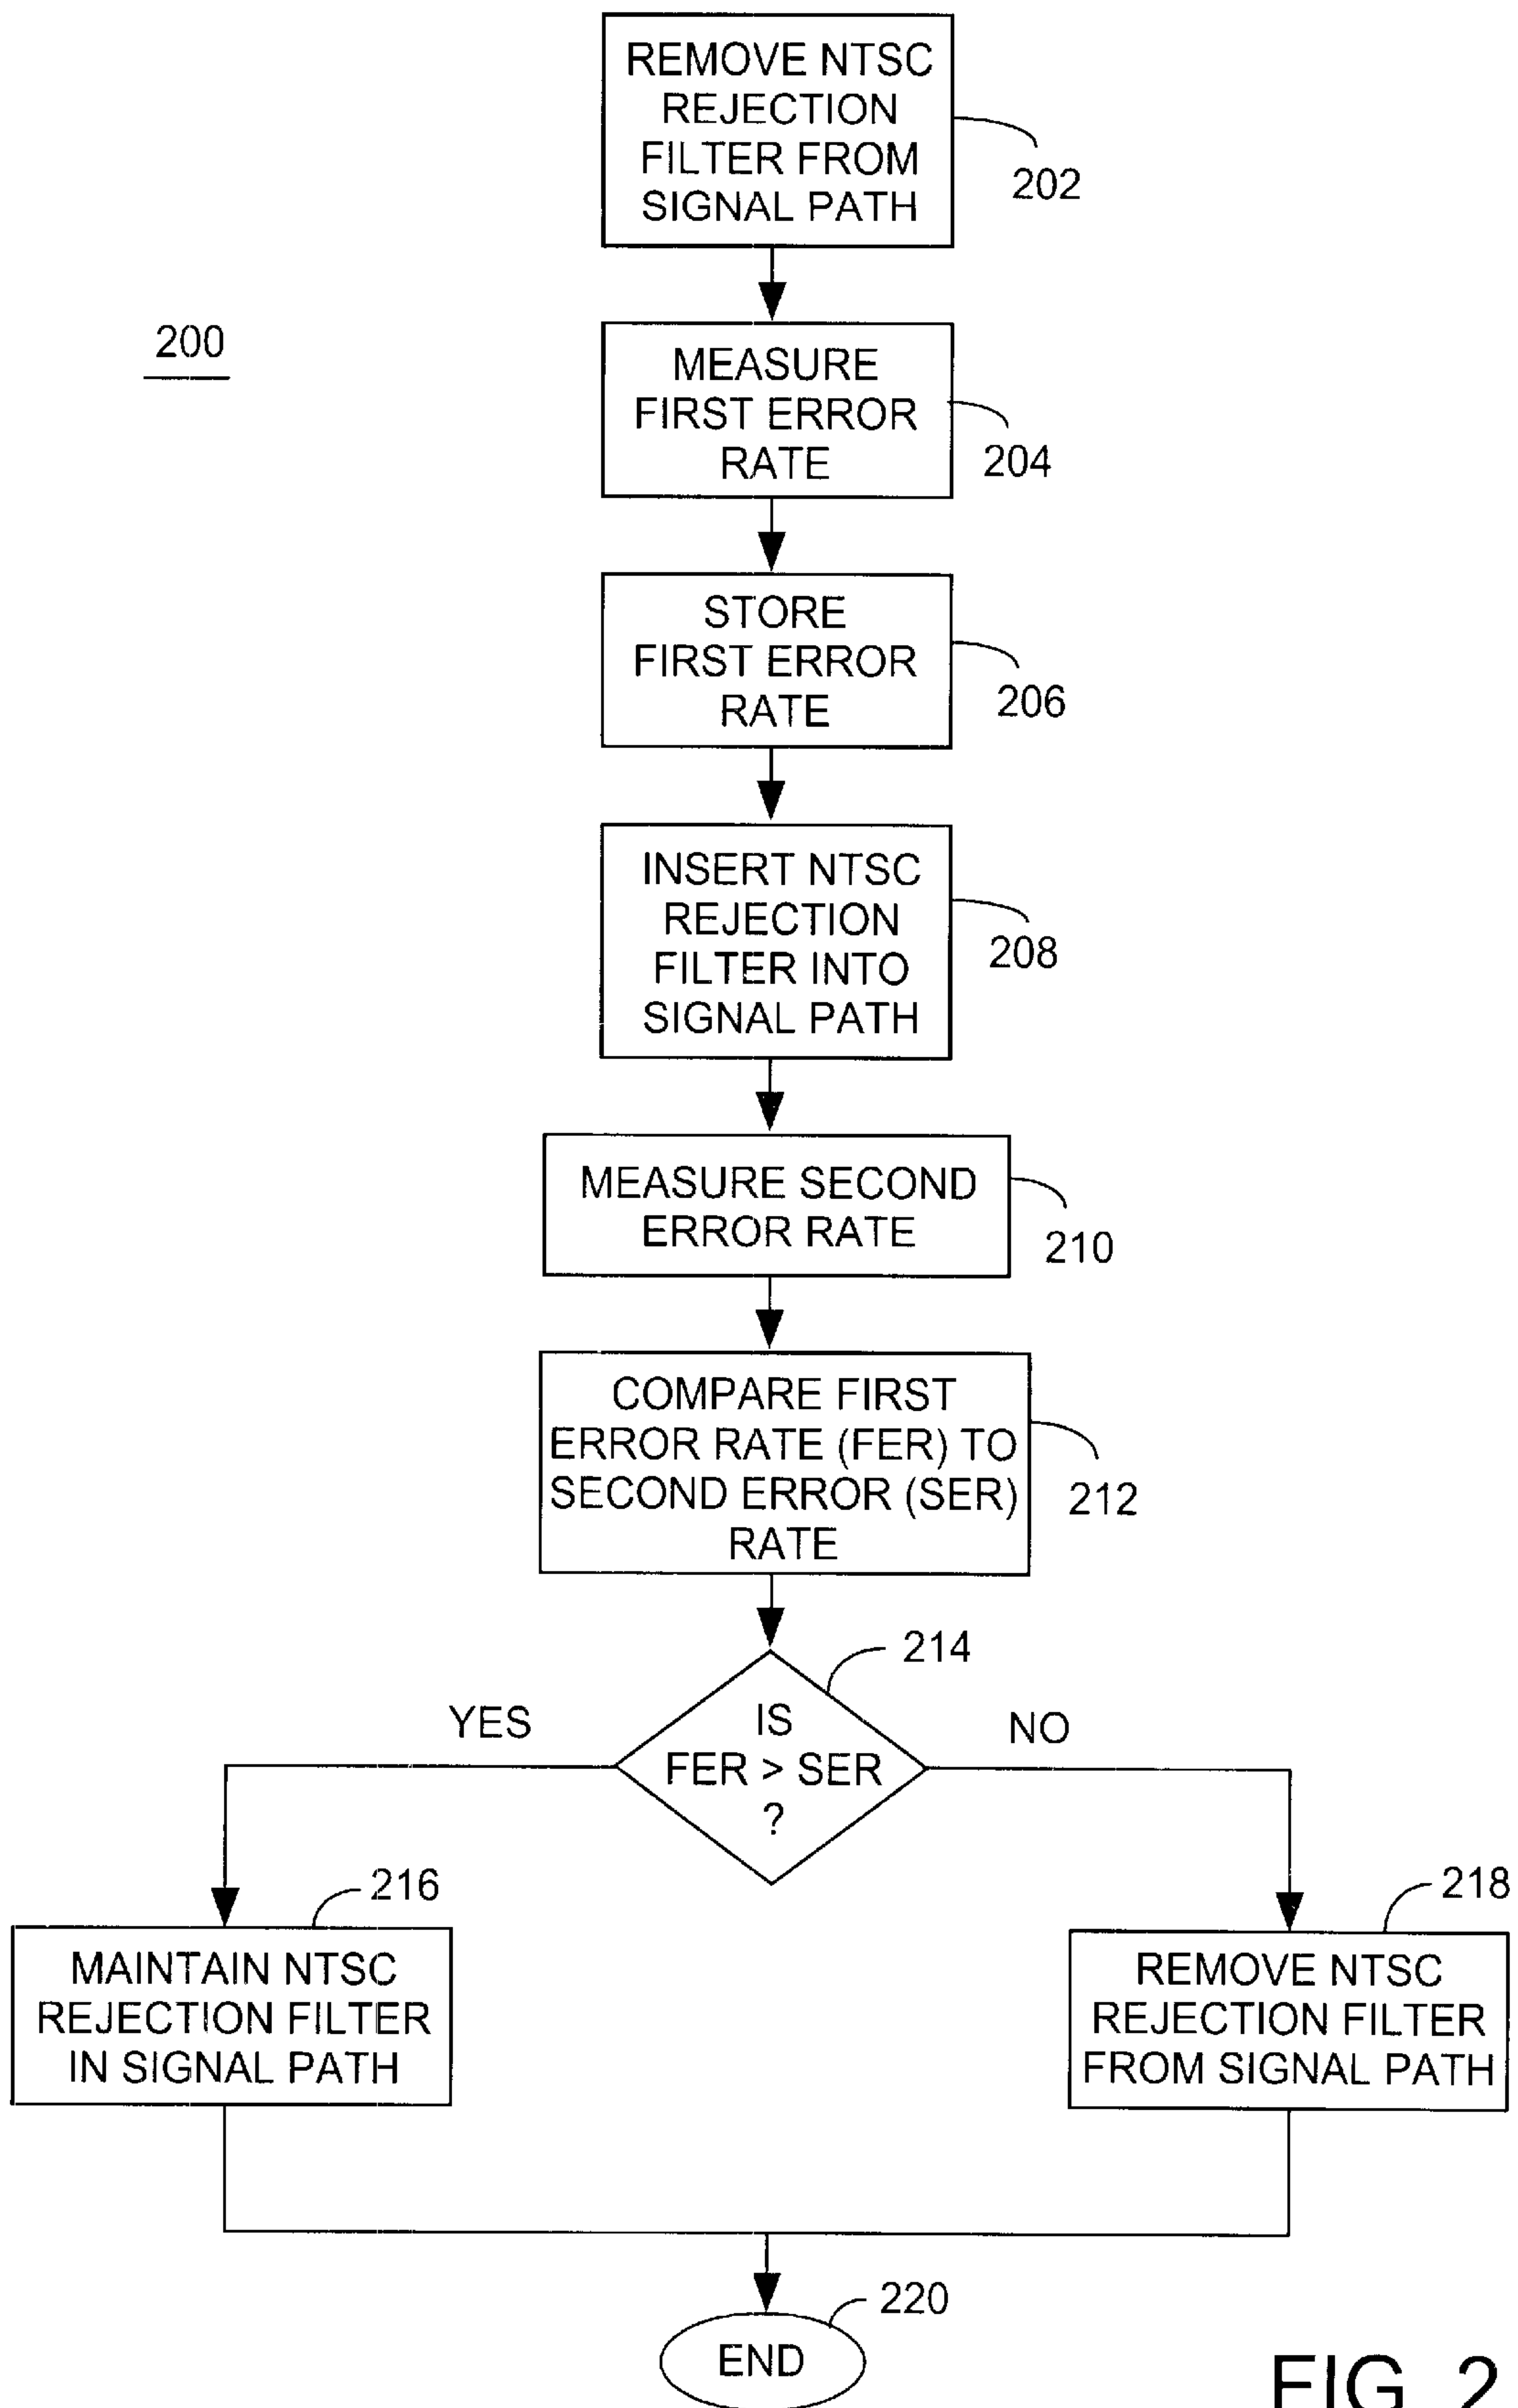 REMOVE NTSC
REJECTION
FILTER FROM
SIGNAL PATH
202
200
MEASURE
FIRST ERROR
RATE
204
STORE
FIRST ERROR
RATE
206
INSERT NTSC
REJECTION
FILTER INTO
SIGNAL PATH
208
MEASURE SECOND
ERROR RATE
210
COMPARE FIRST
ERROR RATE (FER) TO
SECOND ERROR (SER)
RATE
212
214
YES
IS
FER > SER
?
NO
216
MAINTAIN NTSC
REJECTION FILTER
IN SIGNAL PATH
218
REMOVE NTSC
REJECTION FILTER
FROM SIGNAL PATH
220
END
FIG. 2